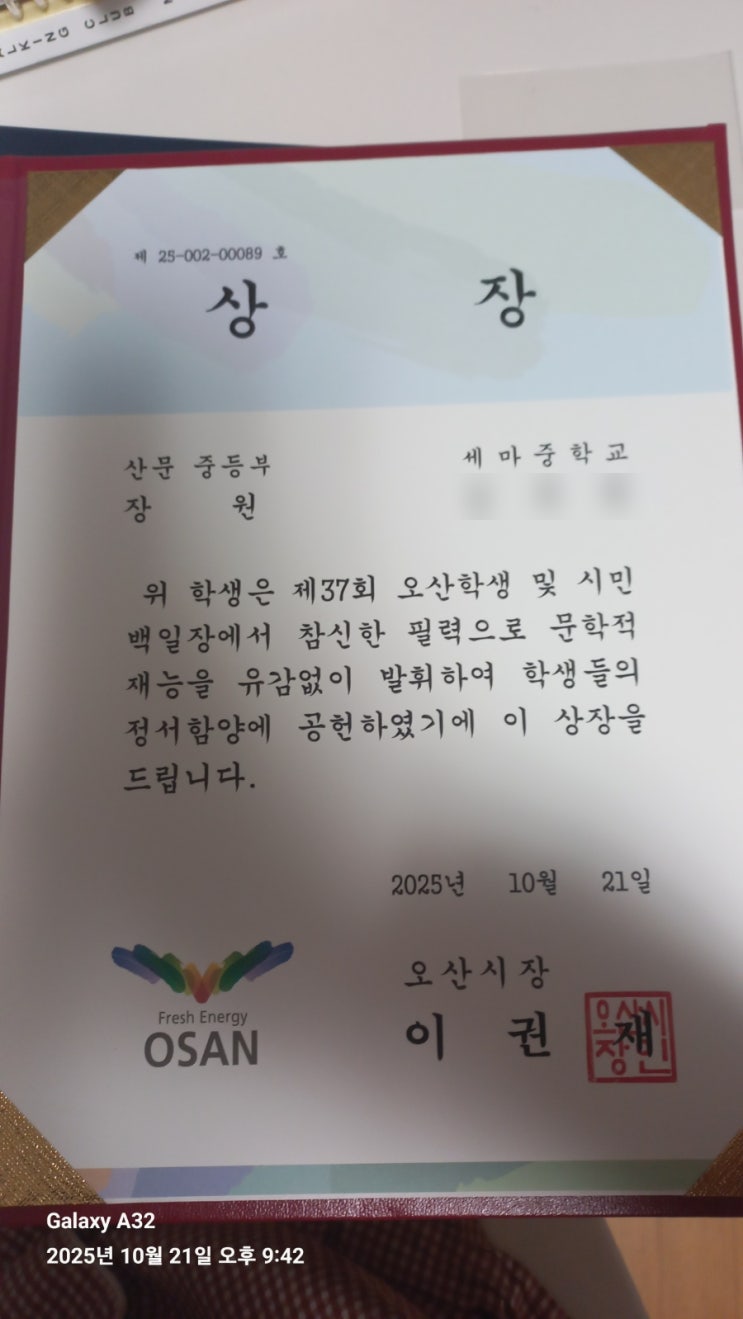 ALKING CLUB
제 25-002-00089 호
상 장
산문 중등부 세마중학교
장 원
위 학생은 제37회 오산학생 및 시민
백일장에서 참신한 필력으로 문학적
재능을 유감없이 발휘하여 학생들의
정서함양에 공헌하였기에 이 상장을
드립니다.
2025년 10월 21일
오산시장
이 권 재
오산시
장인
Fresh Energy
OSAN
Galaxy A32
2025년 10월 21일 오후 9:42